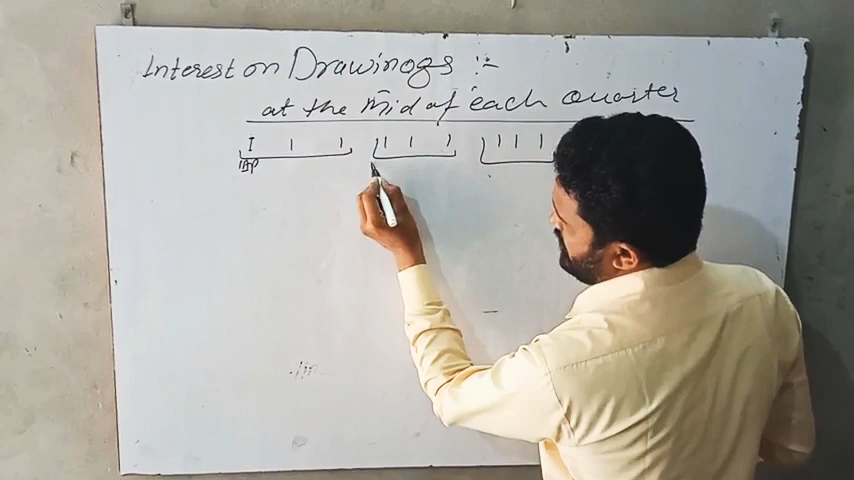 Interest on Drawings :-
at the mid of each quarter
I I I I I I I I I